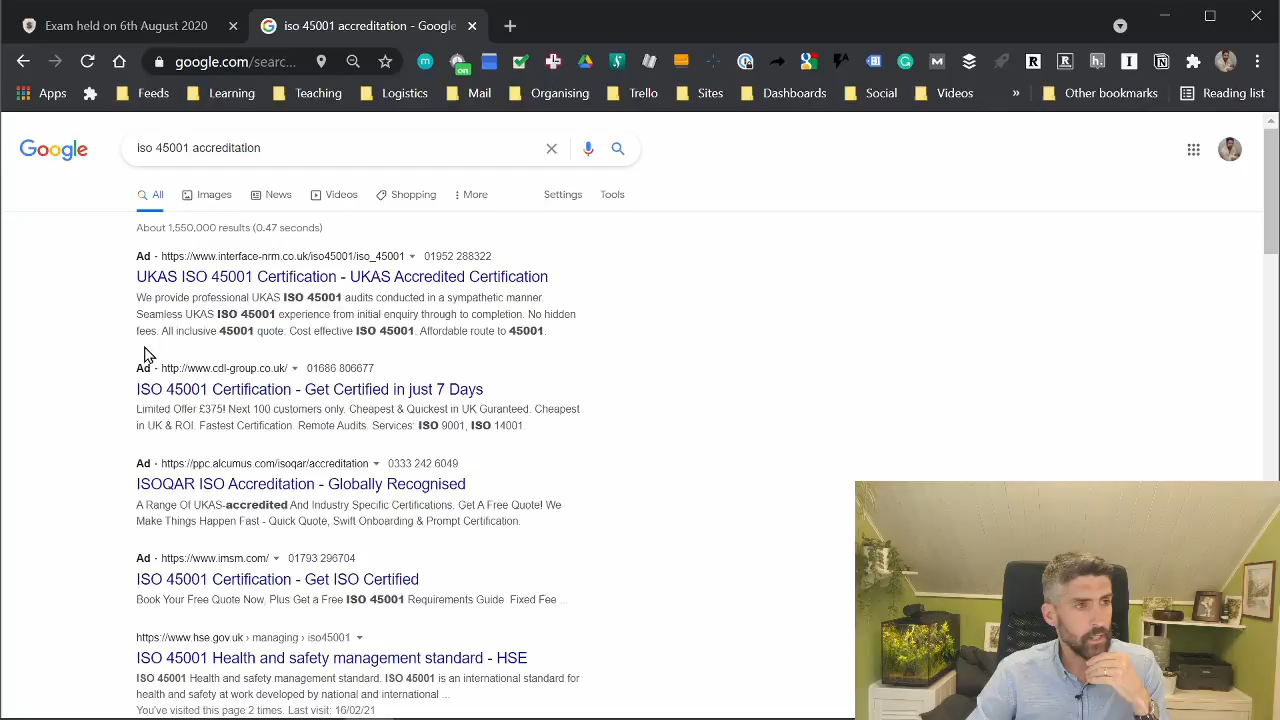 Exam held on 6th August 2020
iso 45001 accreditation - Google
google.com/searc...
on
Apps
Feeds
Learning
Teaching
Logistics
Mail
Organising
Trello
Sites
Dashboards
Social
Videos
»
Other bookmarks
Reading list
Google
iso 45001 accreditation
All
Images
News
Videos
Shopping
More
Settings
Tools
About 1,550,000 results (0.47 seconds)
Ad · https://www.interface-nrm.co.uk/iso45001/iso_45001 01952 288322
UKAS ISO 45001 Certification - UKAS Accredited Certification
We provide professional UKAS ISO 45001 audits conducted in a sympathetic manner.
Seamless UKAS ISO 45001 experience from initial enquiry through to completion. No hidden
fees. All inclusive 45001 quote. Cost effective ISO 45001. Affordable route to 45001.
Ad · http://www.cdl-group.co.uk/ 01686 806677
ISO 45001 Certification - Get Certified in just 7 Days
Limited Offer £375! Next 100 customers only. Cheapest & Quickest in UK Guranteed. Cheapest
in UK & ROI. Fastest Certification. Remote Audits. Services: ISO 9001, ISO 14001.
Ad · https://ppc.alcumus.com/isoqar/accreditation 0333 242 6049
ISOQAR ISO Accreditation - Globally Recognised
A Range Of UKAS-accredited And Industry Specific Certifications. Get A Free Quote! We
Make Things Happen Fast - Quick Quote, Swift Onboarding & Prompt Certification.
Ad · https://www.imsm.com/ 01793 296704
ISO 45001 Certification - Get ISO Certified
Book Your Free Quote Now, Plus Get a Free ISO 45001 Requirements Guide Fixed Fee ...
https://www.hse.gov.uk › managing › iso45001
ISO 45001 Health and safety management standard - HSE
ISO 45001 Health and safety management standard. ISO 45001 is an international standard for
health and safety at work developed by national and international ...
You've visited this page 2 times. Last visit: 16/02/21